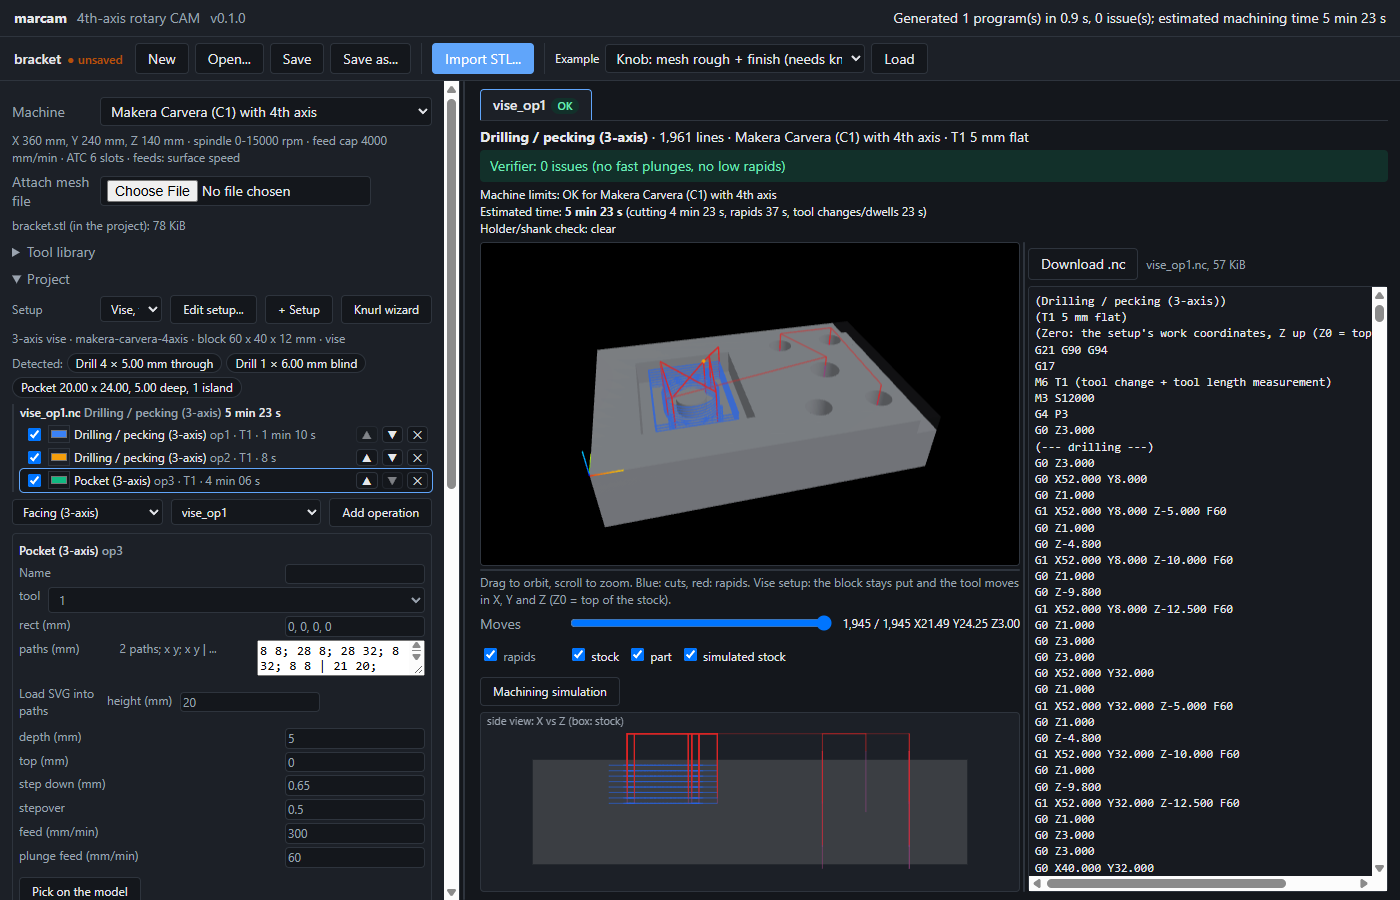 marcam 4th-axis rotary CAM v0.1.0
Generated 1 program(s) in 0.9 s, 0 issue(s); estimated machining time 5 min 23 s
bracket • unsaved New Open... Save Save as... Import STL... Example Knob: mesh rough + finish (needs kr Load
Machine Makera Carvera (C1) with 4th axis
X 360 mm, Y 240 mm, Z 140 mm · spindle 0-15000 rpm · feed cap 4000
mm/min · ATC 6 slots · feeds: surface speed
Attach mesh
file
Choose File No file chosen
bracket.stl (in the project): 78 KiB
Tool library
Project
Setup Vise, Edit setup... + Setup Knurl wizard
3-axis vise · makera-carvera-4axis · block 60 x 40 x 12 mm · vise
Detected: Drill 4 × 5.00 mm through Drill 1 × 6.00 mm blind
Pocket 20.00 x 24.00, 5.00 deep, 1 island
vise_op1.nc Drilling / pecking (3-axis) 5 min 23 s
Drilling / pecking (3-axis) op1 · T1 · 1 min 10 s
Drilling / pecking (3-axis) op2 · T1 · 8 s
Pocket (3-axis) op3 · T1 · 4 min 06 s
Facing (3-axis) vise_op1 Add operation
Pocket (3-axis) op3
Name
tool 1
rect (mm) 0, 0, 0, 0
paths (mm) 2 paths; x y; x y | ...
8 8; 28 8; 28 32; 8
32; 8 8 | 21 20;
Load SVG into
paths
height (mm) 20
depth (mm) 5
top (mm) 0
step down (mm) 0.65
stepover 0.5
feed (mm/min) 300
plunge feed (mm/min) 60
Pick on the model
vise_op1 OK
Drilling / pecking (3-axis) · 1,961 lines · Makera Carvera (C1) with 4th axis · T1 5 mm flat
Verifier: 0 issues (no fast plunges, no low rapids)
Machine limits: OK for Makera Carvera (C1) with 4th axis
Estimated time: 5 min 23 s (cutting 4 min 23 s, rapids 37 s, tool changes/dwells 23 s)
Holder/shank check: clear
Drag to orbit, scroll to zoom. Blue: cuts, red: rapids. Vise setup: the block stays put and the tool moves
in X, Y and Z (Z0 = top of the stock).
Moves 1,945 / 1,945 X21.49 Y24.25 Z3.00
rapids stock part simulated stock
Machining simulation
side view: X vs Z (box: stock)
Download .nc vise_op1.nc, 57 KiB
(Drilling / pecking (3-axis))
(T1 5 mm flat)
(Zero: the setup's work coordinates, Z up (Z0 = top
G21 G90 G94
G17
M6 T1 (tool change + tool length measurement)
M3 S12000
G4 P3
G0 Z3.000
(--- drilling ---)
G0 Z3.000
G0 X52.000 Y8.000
G0 Z1.000
G1 X52.000 Y8.000 Z-5.000 F60
G0 Z1.000
G0 Z-4.800
G1 X52.000 Y8.000 Z-10.000 F60
G0 Z1.000
G0 Z-9.800
G1 X52.000 Y8.000 Z-12.500 F60
G0 Z1.000
G0 Z3.000
G0 Z3.000
G0 X52.000 Y32.000
G0 Z1.000
G1 X52.000 Y32.000 Z-5.000 F60
G0 Z1.000
G0 Z-4.800
G1 X52.000 Y32.000 Z-10.000 F60
G0 Z1.000
G0 Z-9.800
G1 X52.000 Y32.000 Z-12.500 F60
G0 Z1.000
G0 Z3.000
G0 Z3.000
G0 X40.000 Y32.000